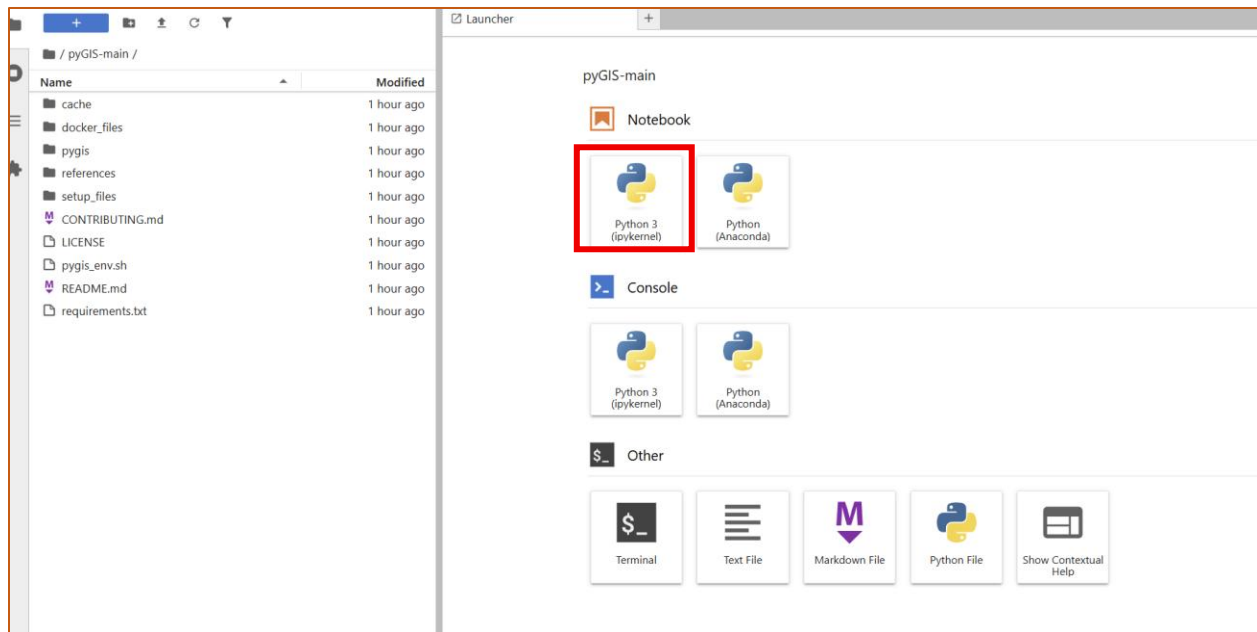 +
/ pyGIS-main /
Name Modified
cache 1 hour ago
docker_files 1 hour ago
pygis 1 hour ago
references 1 hour ago
setup_files 1 hour ago
CONTRIBUTING.md 1 hour ago
LICENSE 1 hour ago
pygis_env.sh 1 hour ago
README.md 1 hour ago
requirements.txt 1 hour ago
Launcher +
pyGIS-main
Notebook
Python 3
(ipykernel)
Python
(Anaconda)
Console
Python 3
(ipykernel)
Python
(Anaconda)
$_ Other
$_
Terminal
Text File
M
Markdown File
Python File
Show Contextual
Help